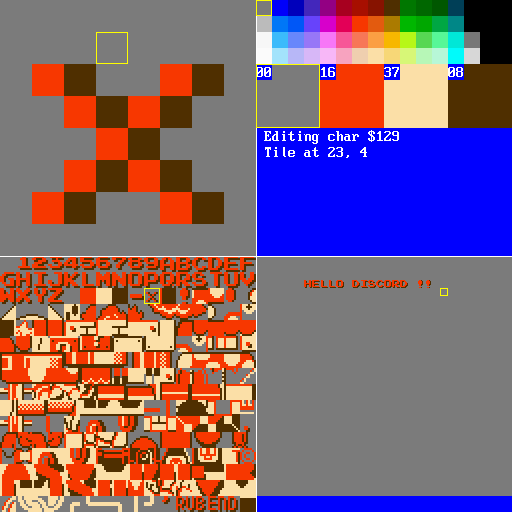 00 16 37 08
Editing char $129
Tile at 23, 4
123456789ABCDEF
GHIJKLMNOPQRSTUV
WXYZ
HELLO DISCORD !!
RUBEND